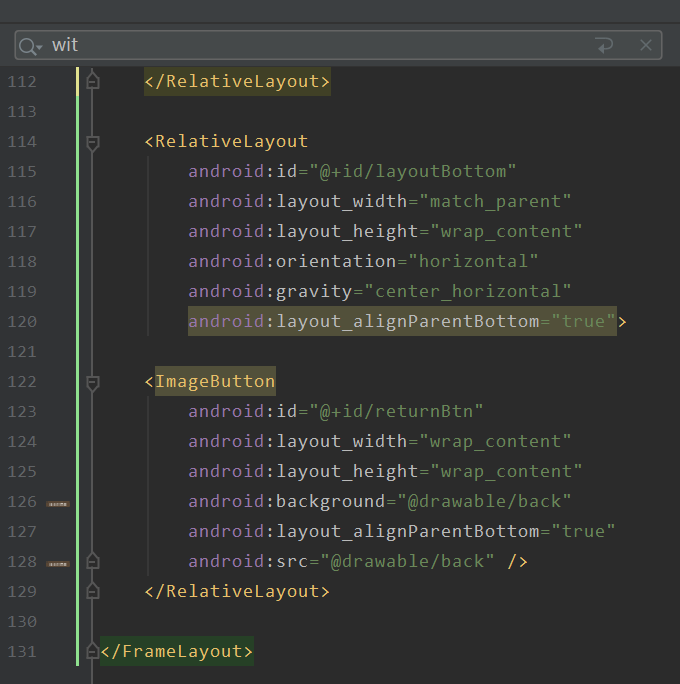 wit
112 </RelativeLayout>
113
114 <RelativeLayout
115 android:id="@+id/layoutBottom"
116 android:layout_width="match_parent"
117 android:layout_height="wrap_content"
118 android:orientation="horizontal"
119 android:gravity="center_horizontal"
120 android:layout_alignParentBottom="true">
121
122 <ImageButton
123 android:id="@+id/returnBtn"
124 android:layout_width="wrap_content"
125 android:layout_height="wrap_content"
126 android:background="@drawable/back"
127 android:layout_alignParentBottom="true"
128 android:src="@drawable/back" />
129 </RelativeLayout>
130
131 </FrameLayout>